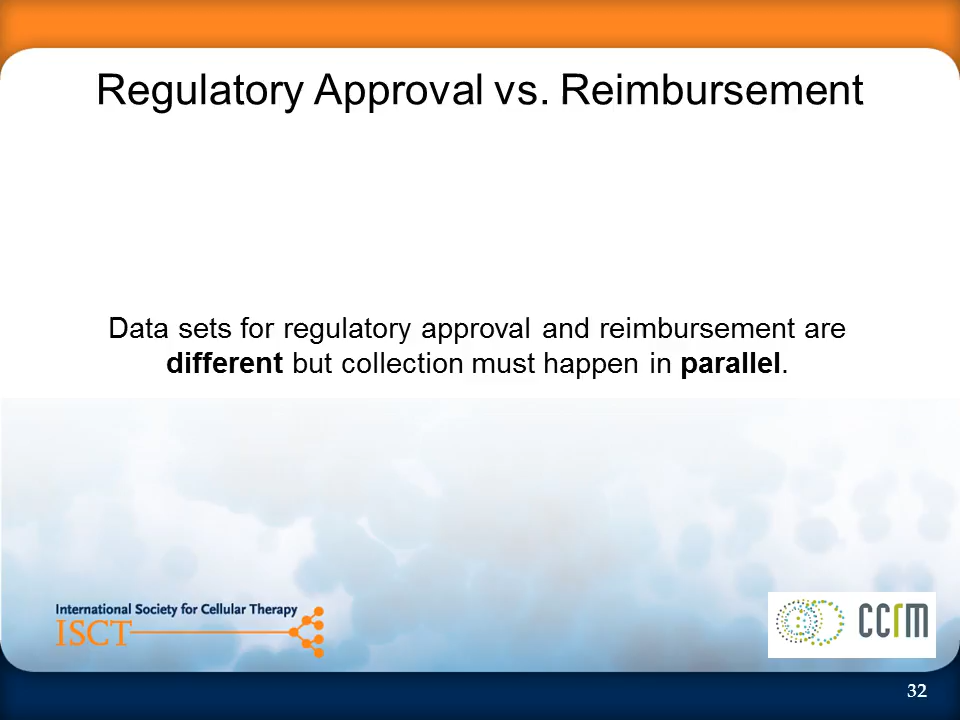 Regulatory Approval vs. Reimbursement
Data sets for regulatory approval and reimbursement are
different but collection must happen in parallel.
International Society for Cellular Therapy
ISCT
ccrm
32